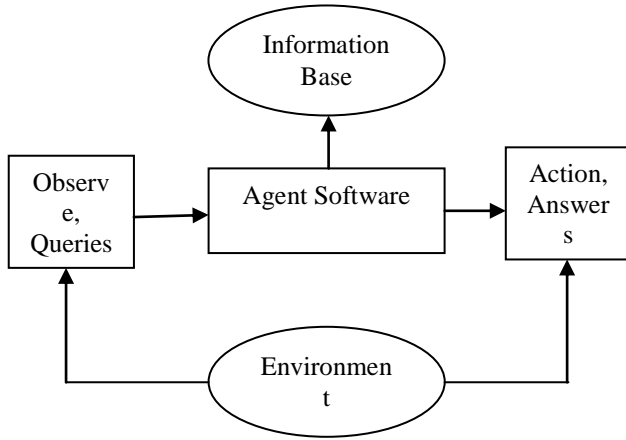 Information
Base
Observ
e,
Queries
Agent Software
Action,
Answer
s
Environmen
t